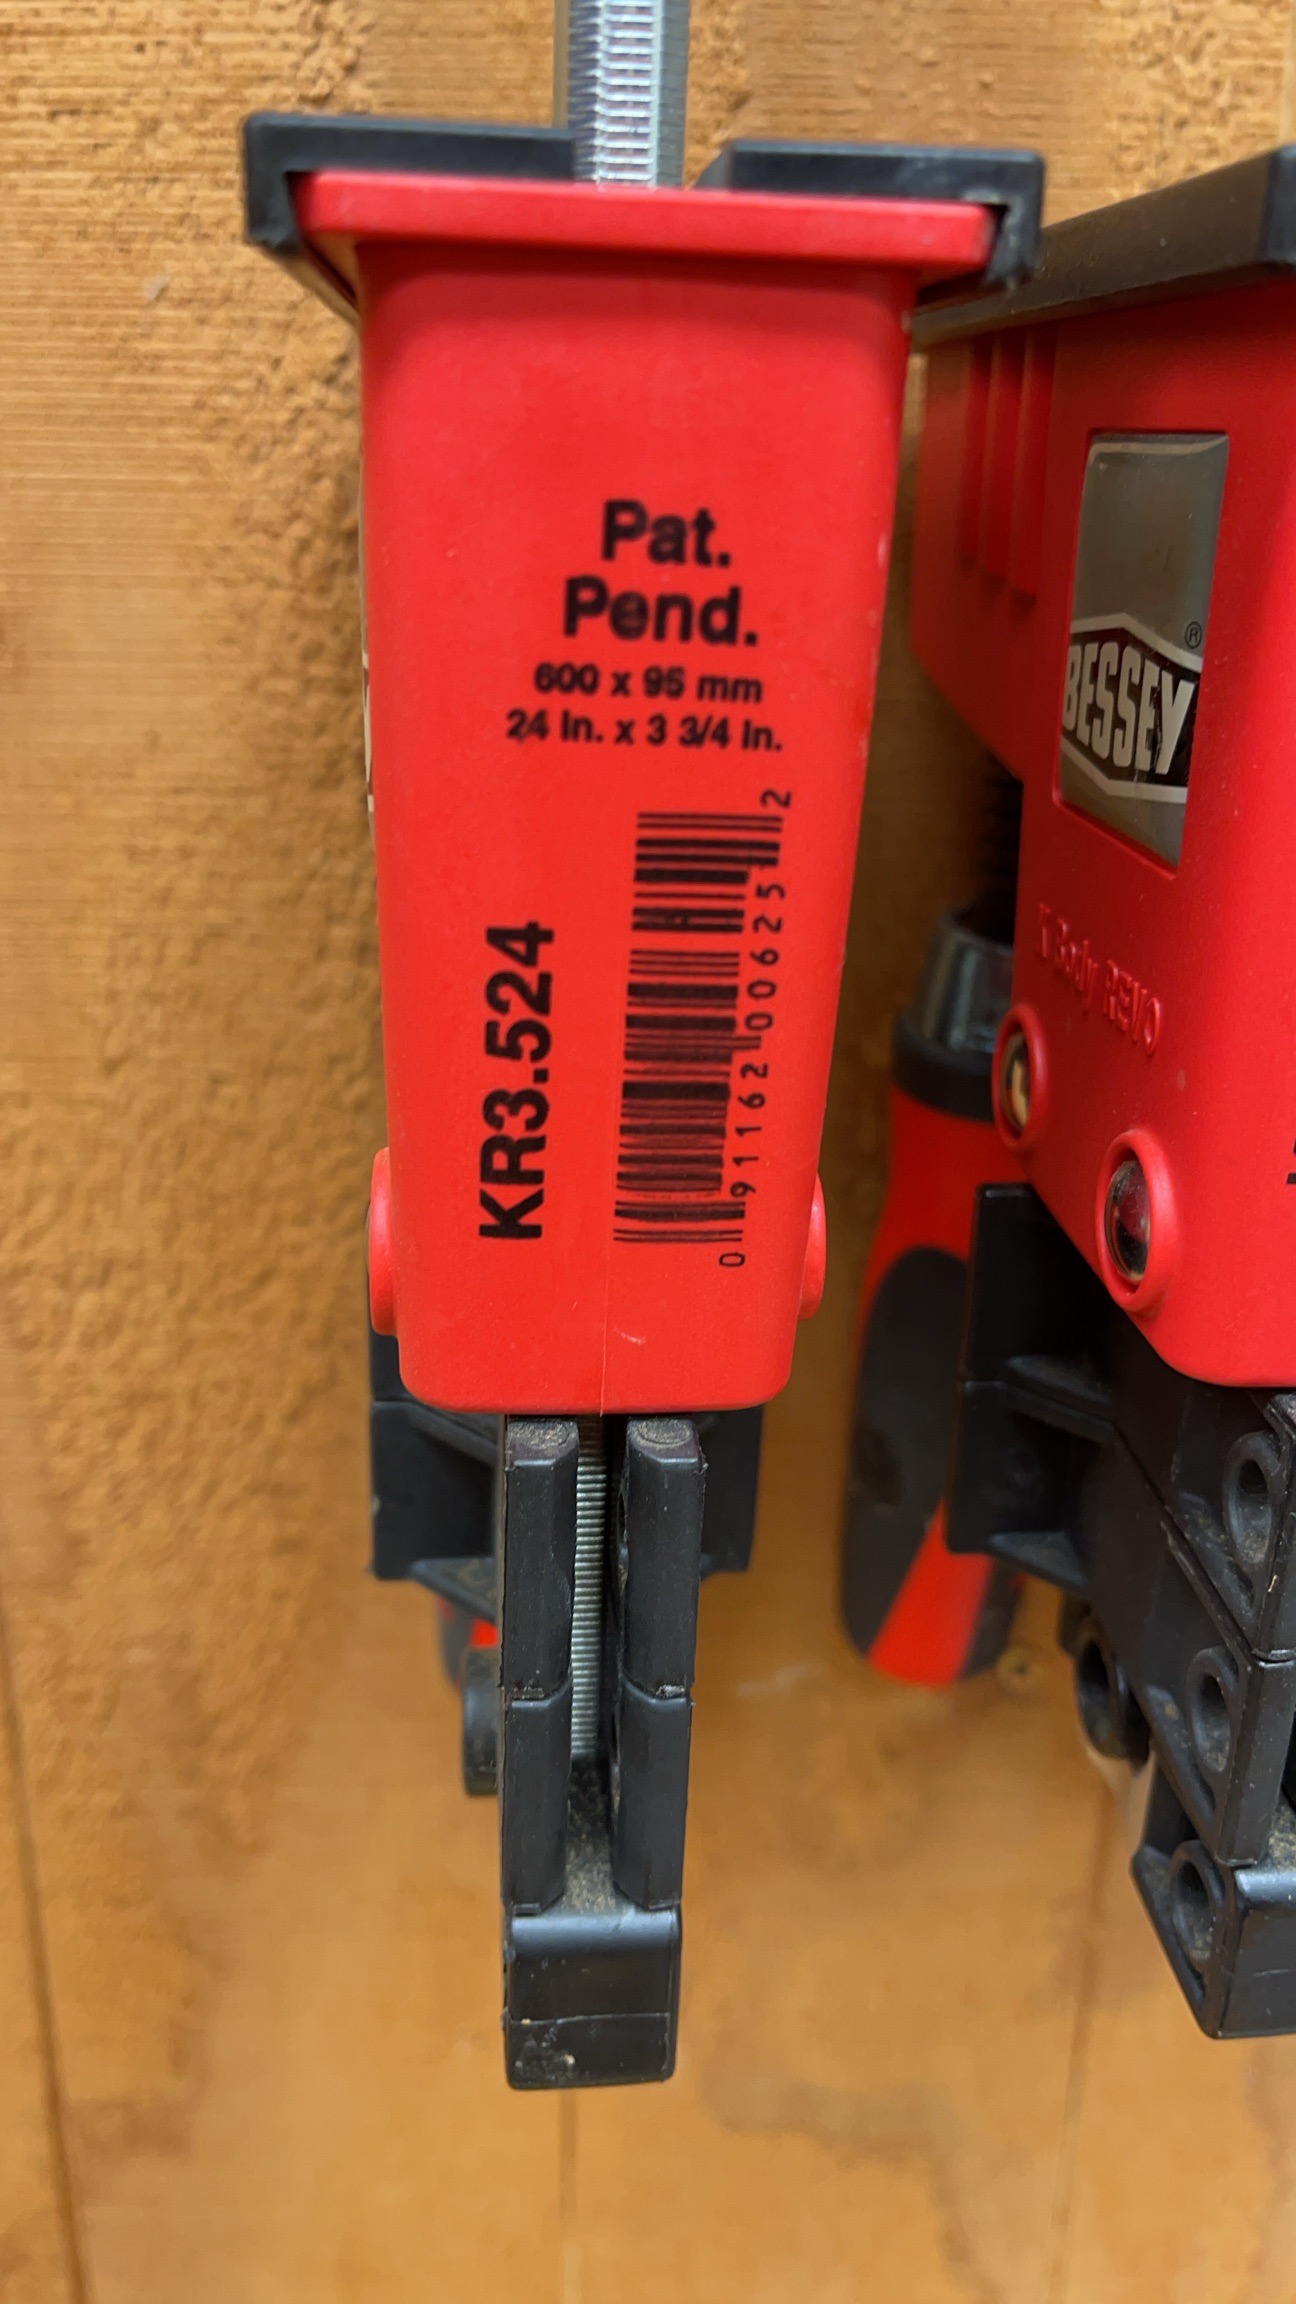 Pat.
Pend.
600 x 95 mm
24 In. x 3 3/4 In.
KR3.524
0 91162 00625 2
BESSEY®
K Body REVO